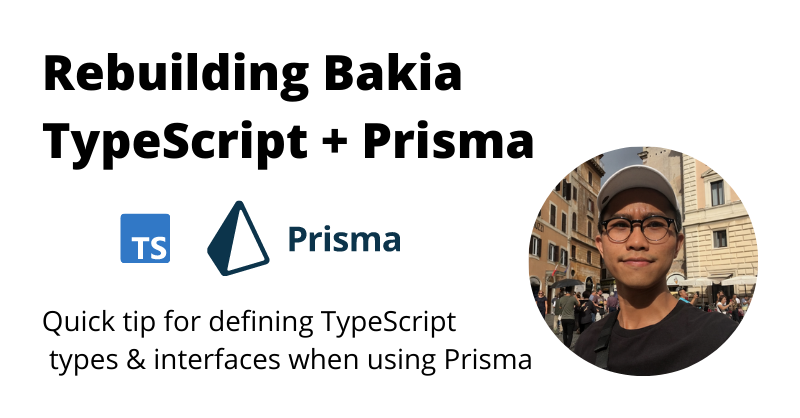 Rebuilding Bakia
TypeScript + Prisma
TS
Prisma
Quick tip for defining TypeScript
types & interfaces when using Prisma